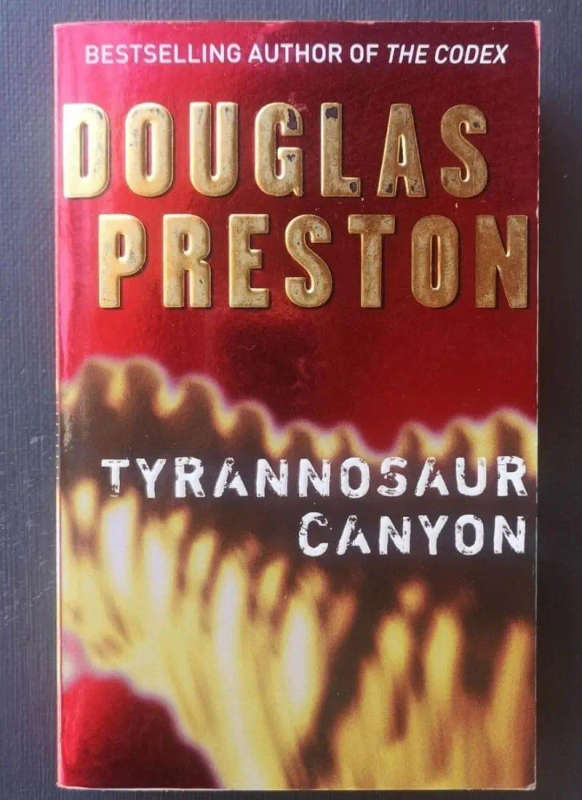 BESTSELLING AUTHOR OF THE CODEX
DOUGLAS
PRESTON
TYRANNOSAUR
CANYON